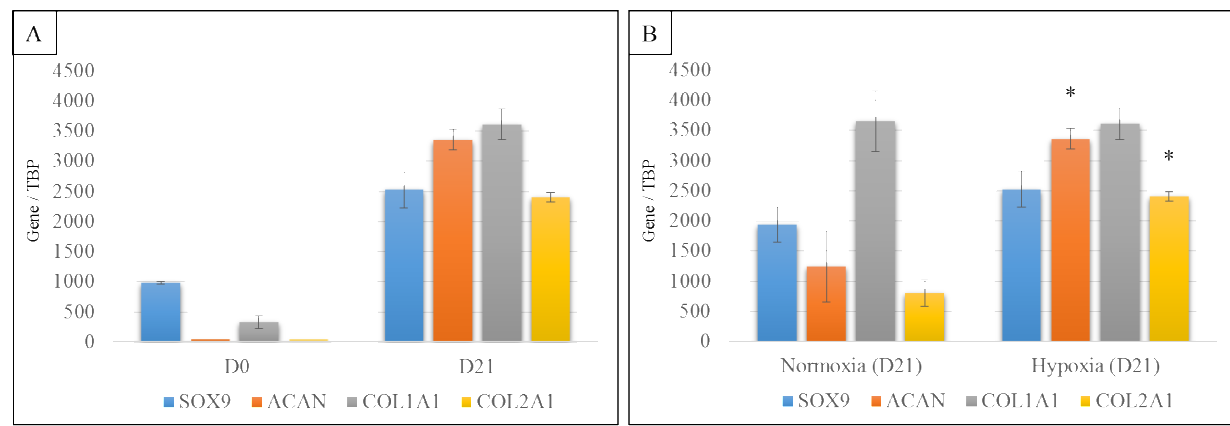 A
4500
4000
3500
3000
2500
2000
1500
1000
500
0
Gene / TBP
D0 D21
SOX9 ACAN COL1A1 COL2A1
B
4500
4000
3500
3000
2500
2000
1500
1000
500
0
Gene / TBP
* *
Normoxia (D21) Hypoxia (D21)
SOX9 ACAN COL1A1 COL2A1